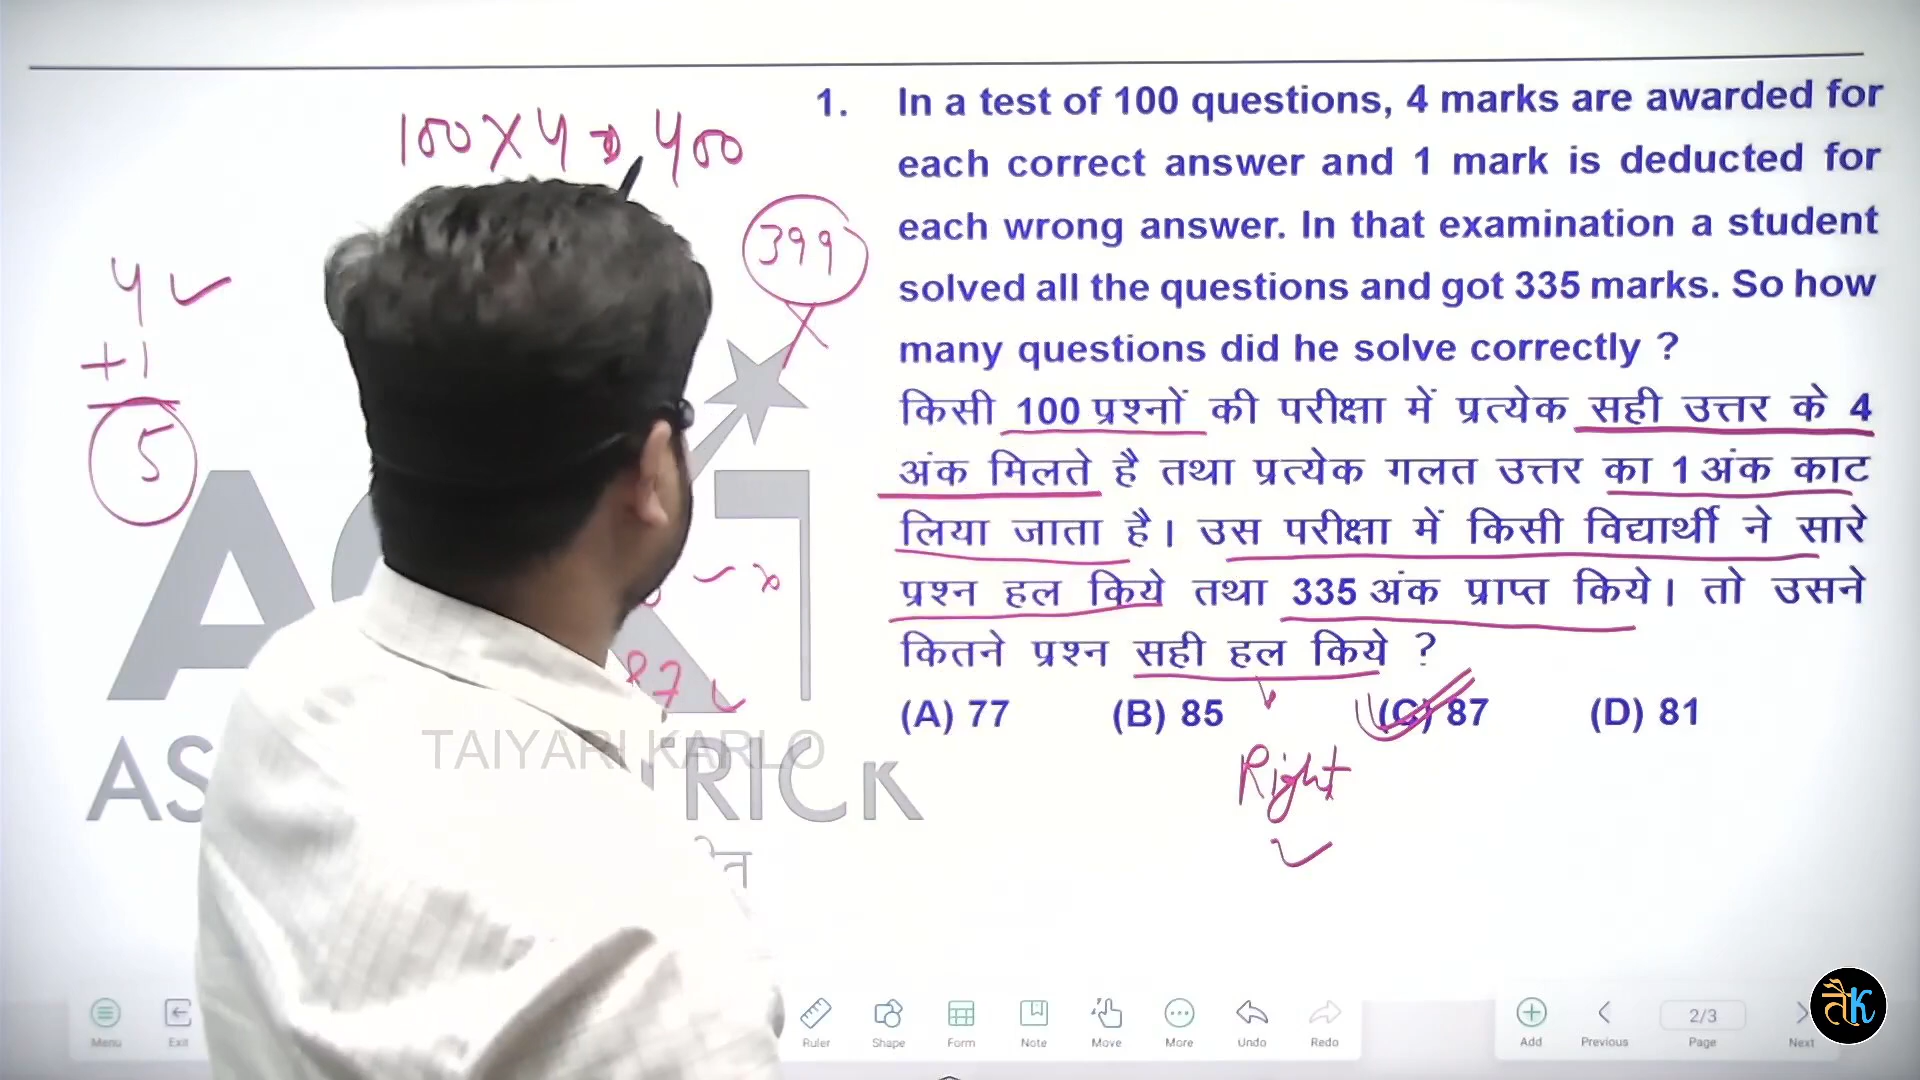 1. In a test of 100 questions, 4 marks are awarded for
each correct answer and 1 mark is deducted for
each wrong answer. In that examination a student
solved all the questions and got 335 marks. So how
many questions did he solve correctly ?
किसी 100 प्रश्नों की परीक्षा में प्रत्येक सही उत्तर के 4
अंक मिलते है तथा प्रत्येक गलत उत्तर का 1 अंक काट
लिया जाता है। उस परीक्षा में किसी विद्यार्थी ने सारे
प्रश्न हल किये तथा 335 अंक प्राप्त किये। तो उसने
कितने प्रश्न सही हल किये ?
(A) 77 (B) 85 (C) 87 (D) 81
Right
100 X 4 400
399
4
+1
5
87
TAIYARI KARLO
TRICK
तैK
Menu Exit Ruler Shape Form Note Move More Undo Redo Add Previous 2/3 Page Next